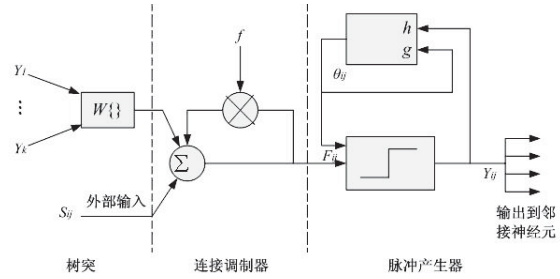 f
h
g
θij
Y1
W{}
⋮
Yk
Σ
Fij
Yij
外部输入
Sij
输出到邻
接神经元
树突
连接调制器
脉冲产生器